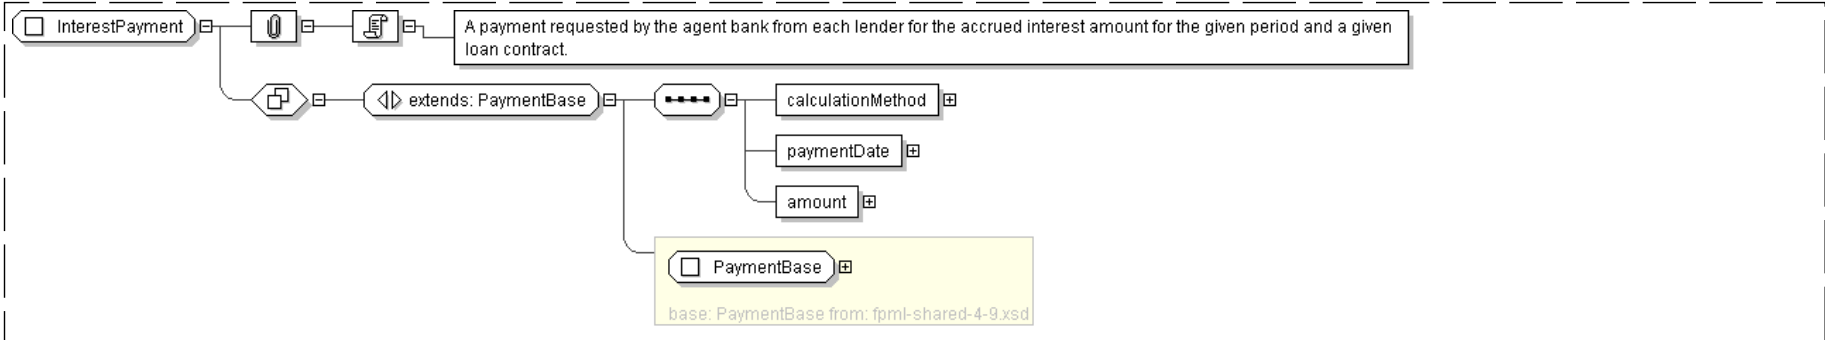 InterestPayment
A payment requested by the agent bank from each lender for the accrued interest amount for the given period and a given
loan contract.
extends: PaymentBase
calculationMethod
paymentDate
amount
PaymentBase
base: PaymentBase from: fpml-shared-4-9.xsd